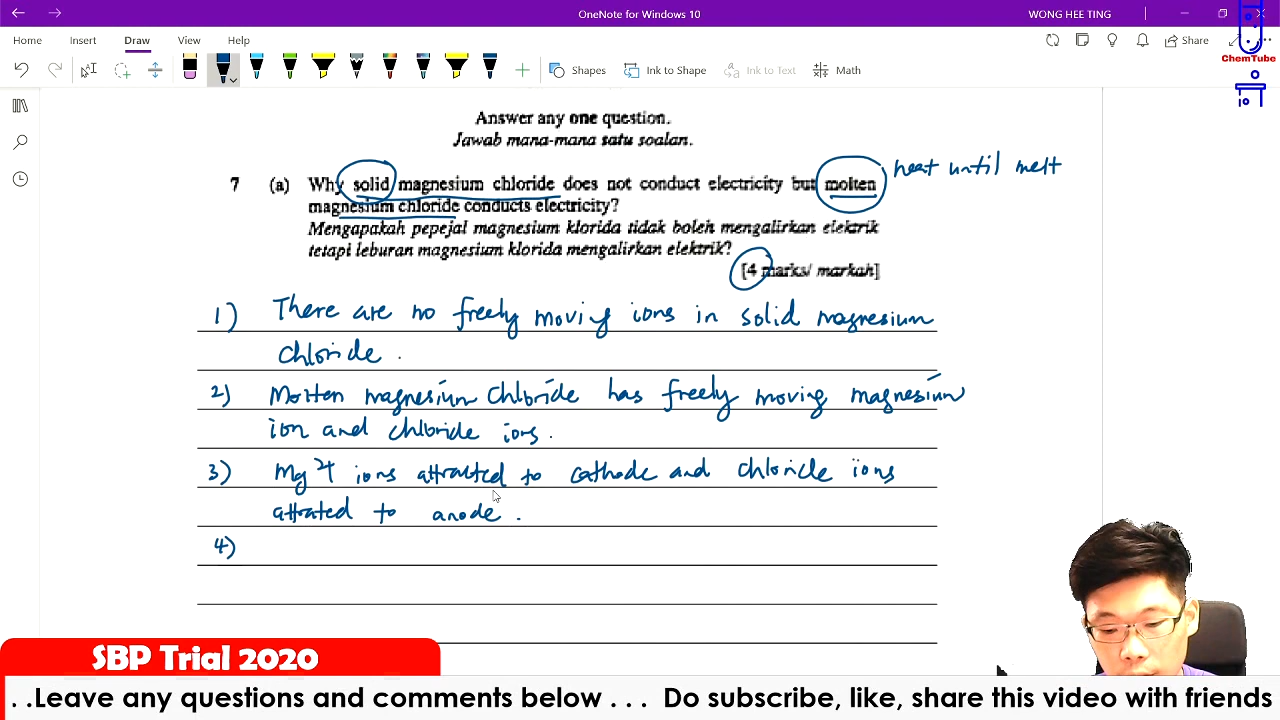 OneNote for Windows 10
WONG HEE TING
Home Insert Draw View Help
Share
Shapes
Ink to Shape
Ink to Text
Math
ChemTube
Answer any one question.
Jawab mana-mana satu soalan.
heat until melt
7 (a) Why solid magnesium chloride does not conduct electricity but molten
magnesium chloride conducts electricity?
Mengapakah pepejal magnesium klorida tidak boleh mengalirkan elektrik
tetapi leburan magnesium klorida mengalirkan elektrik?
[4 marks/ markah]
1) There are no freely moving ions in solid magnesium
chloride.
2) Molten magnesium chloride has freely moving magnesium
ion and chloride ions.
3) Mg2+ ions attracted to cathode and chloride ions
attrated to anode.
4)
SBP Trial 2020
. .Leave any questions and comments below . . . Do subscribe, like, share this video with friends